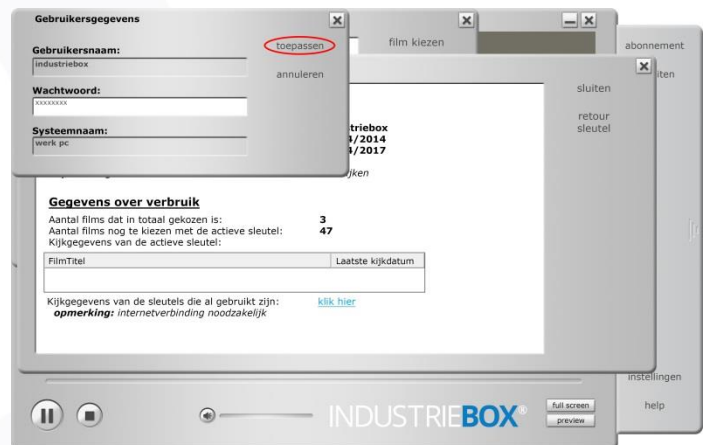 Gebruikersgegevens
Gebruikersnaam:
industriebox
Wachtwoord:
xxxxxxxx
Systeemnaam:
werk pc
toepassen
annuleren
film kiezen
abonnement
sluiten
retour
sleutel
4/2014
4/2017
Gegevens over verbruik
Aantal films dat in totaal gekozen is: 3
Aantal films nog te kiezen met de actieve sleutel: 47
Kijkgegevens van de actieve sleutel:
FilmTitel Laatste kijkdatum
Kijkgegevens van de sleutels die al gebruikt zijn: klik hier
opmerking: internetverbinding noodzakelijk
instellingen
help
INDUSTRIEBOX®
full screen
preview